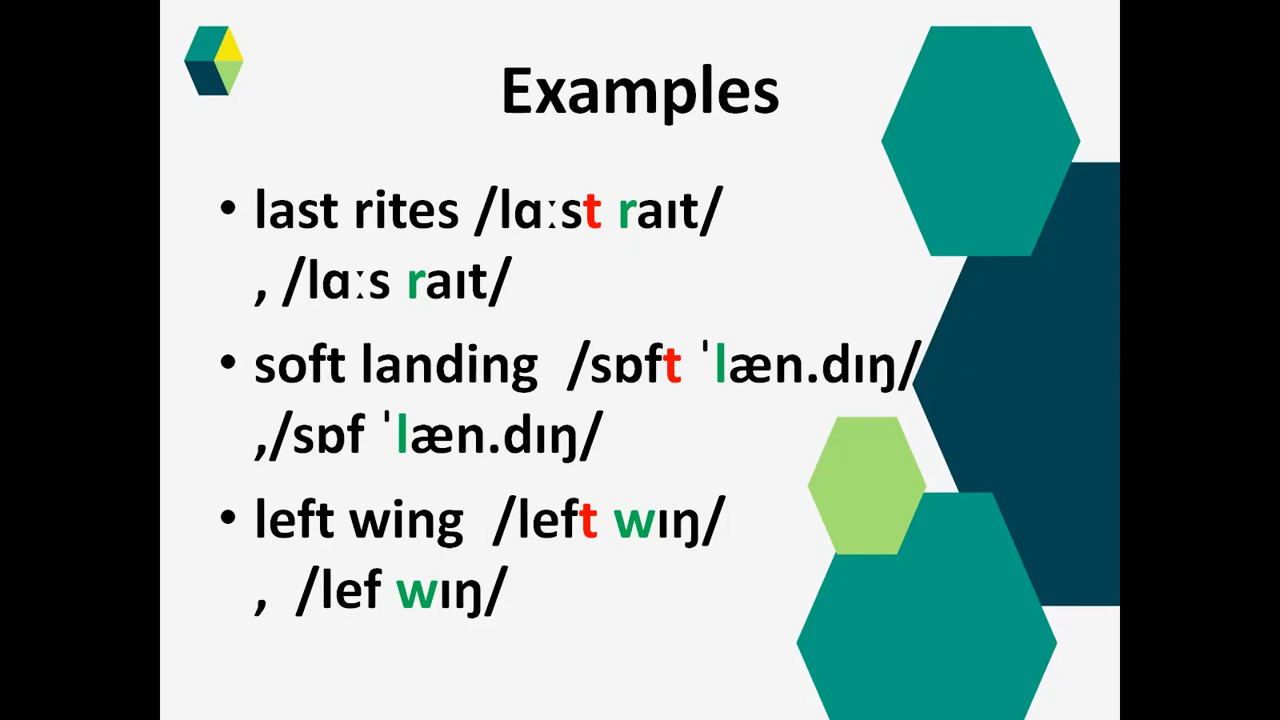 Examples
• last rites /lɑːst raɪt/
, /lɑːs raɪt/
• soft landing /sɒft ˈlæn.dɪŋ/
,/sɒf ˈlæn.dɪŋ/
• left wing /left wɪŋ/
, /lef wɪŋ/